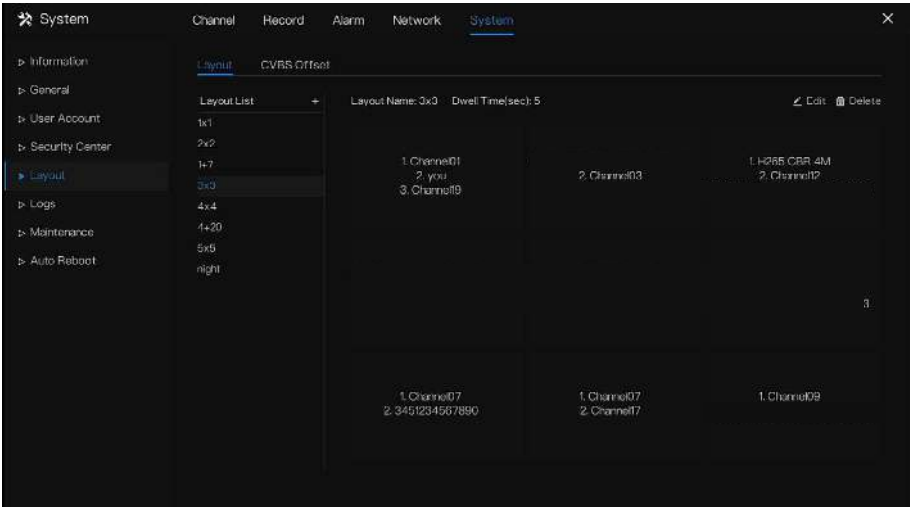 System
Channel Record Alarm Network System
Information
General
User Account
Security Center
Layout
Logs
Maintenance
Auto Reboot
Layout CVBS Offset
Layout List +
1x1
2x2
1+7
3x3
4x4
4+20
5x5
night
Layout Name: 3x3 Dwell Time(sec): 5
Edit Delete
1. Channel01
2. you
3. Channel19
2. Channel03
1. H265 CBR 4M
2. Channel12
3
1. Channel07
2. 3451234567890
1. Channel07
2. Channel17
1. Channel09